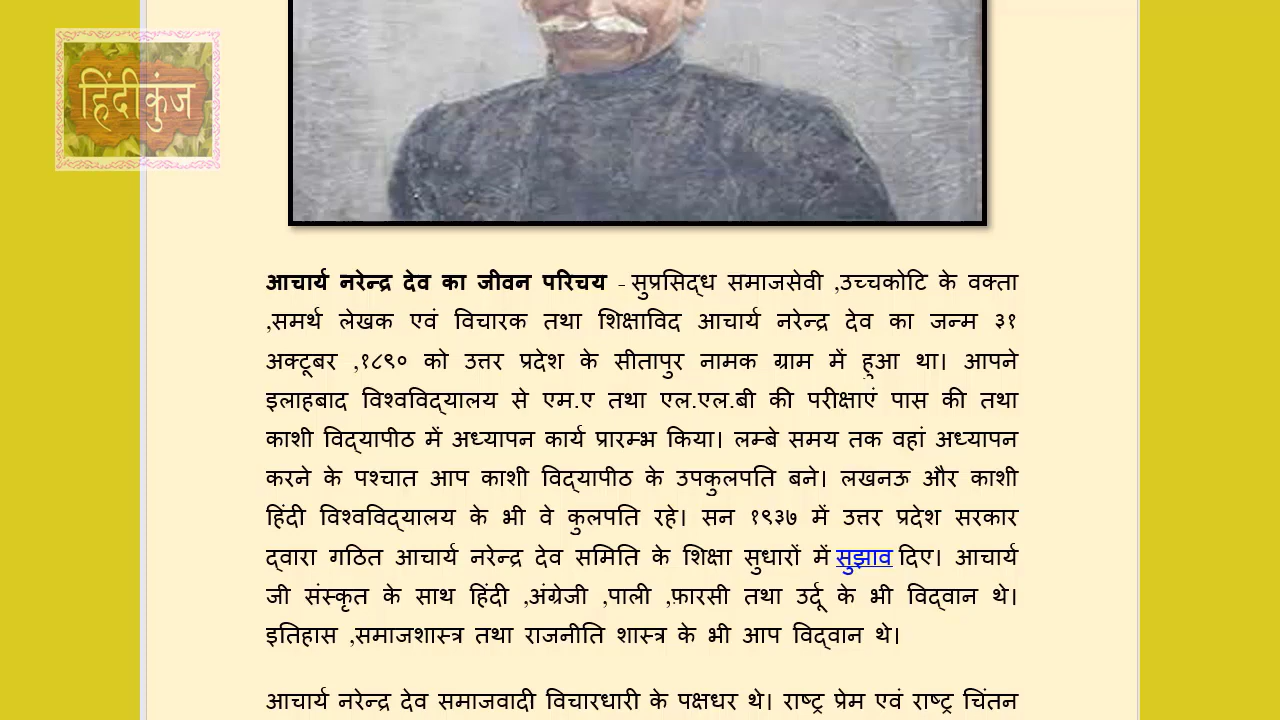 हिंदीकुंज
आचार्य नरेन्द्र देव का जीवन परिचय - सुप्रसिद्ध समाजसेवी ,उच्चकोटि के वक्ता
,समर्थ लेखक एवं विचारक तथा शिक्षाविद आचार्य नरेन्द्र देव का जन्म ३१
अक्टूबर ,१८९० को उत्तर प्रदेश के सीतापुर नामक ग्राम में हुआ था। आपने
इलाहबाद विश्वविद्यालय से एम.ए तथा एल.एल.बी की परीक्षाएं पास की तथा
काशी विद्यापीठ में अध्यापन कार्य प्रारम्भ किया। लम्बे समय तक वहां अध्यापन
करने के पश्चात आप काशी विद्यापीठ के उपकुलपति बने। लखनऊ और काशी
हिंदी विश्वविद्यालय के भी वे कुलपति रहे। सन १९३७ में उत्तर प्रदेश सरकार
द्वारा गठित आचार्य नरेन्द्र देव समिति के शिक्षा सुधारों में सुझाव दिए। आचार्य
जी संस्कृत के साथ हिंदी ,अंग्रेजी ,पाली ,फ़ारसी तथा उर्दू के भी विद्वान थे।
इतिहास ,समाजशास्त्र तथा राजनीति शास्त्र के भी आप विद्वान थे।
आचार्य नरेन्द्र देव समाजवादी विचारधारी के पक्षधर थे। राष्ट्र प्रेम एवं राष्ट्र चिंतन